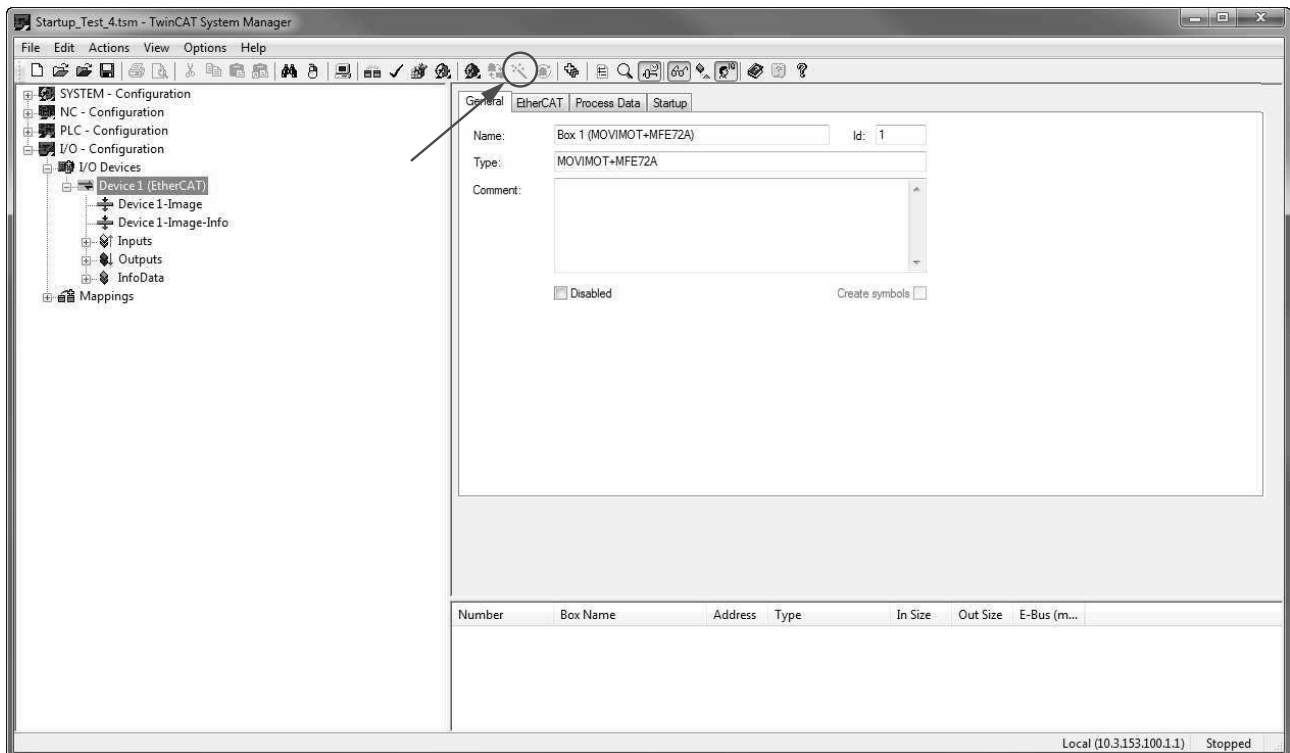 Startup_Test_4.tsm - TwinCAT System Manager
File Edit Actions View Options Help
SYSTEM - Configuration
NC - Configuration
PLC - Configuration
I/O - Configuration
I/O Devices
Device 1 (EtherCAT)
Device 1-Image
Device 1-Image-Info
Inputs
Outputs
InfoData
Mappings
General EtherCAT Process Data Startup
Name: Box 1 (MOVIMOT+MFE72A) Id: 1
Type: MOVIMOT+MFE72A
Comment:
Disabled Create symbols
Number Box Name Address Type In Size Out Size E-Bus (m...
Local (10.3.153.100.1.1) Stopped